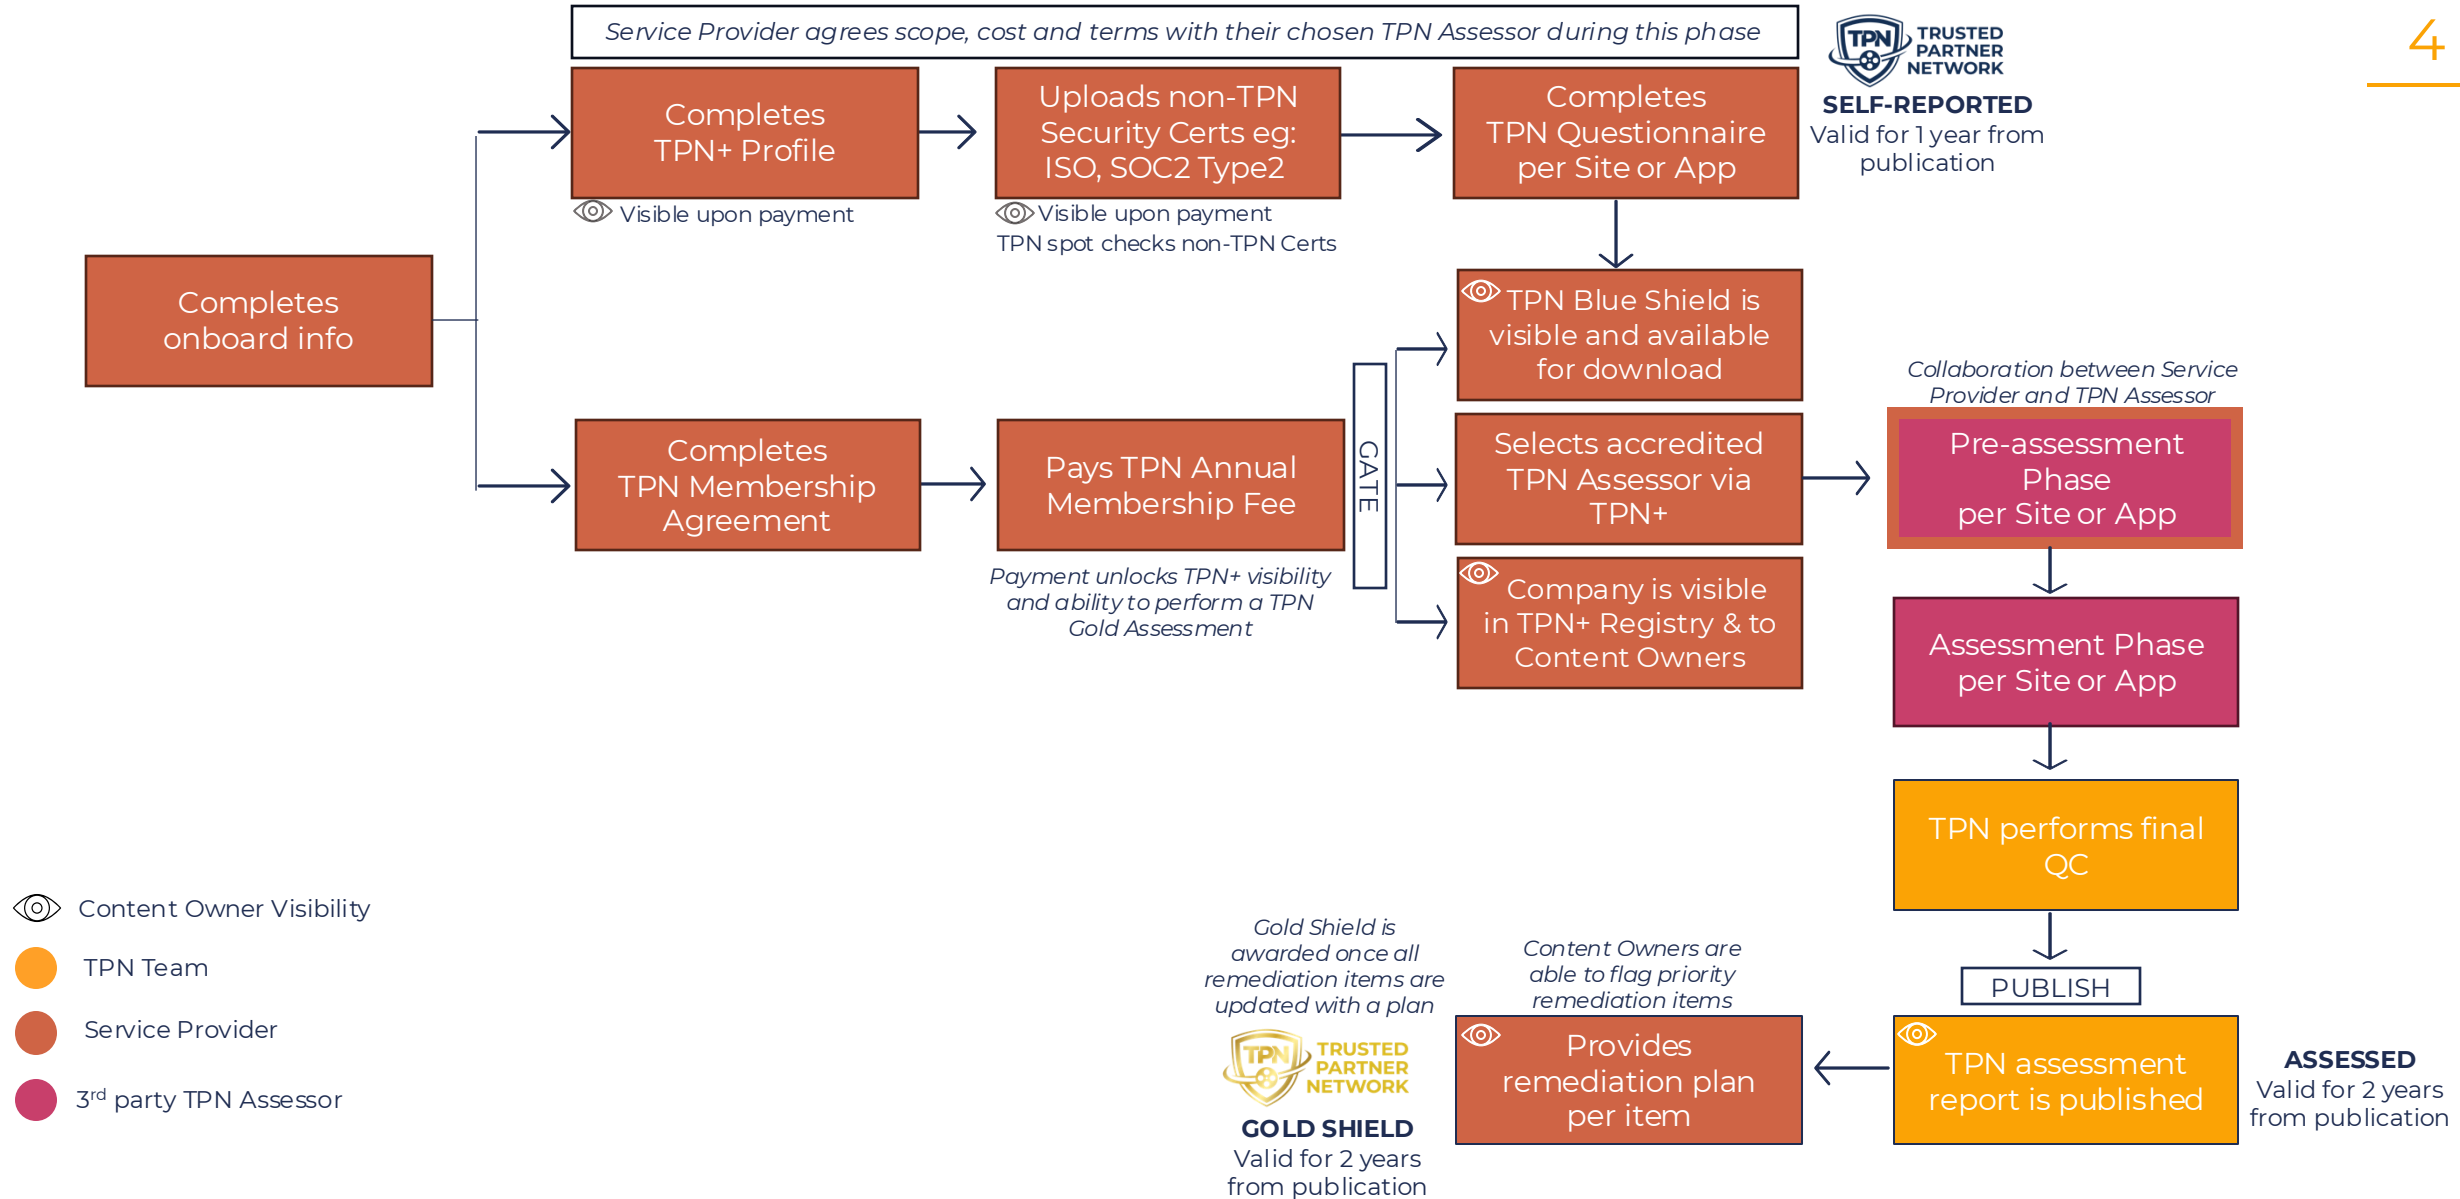 Service Provider agrees scope, cost and terms with their chosen TPN Assessor during this phase
4
TPN
TRUSTED
PARTNER
NETWORK
SELF-REPORTED
Valid for 1 year from
publication
Completes
TPN+ Profile
Visible upon payment
Uploads non-TPN
Security Certs eg:
ISO, SOC2 Type2
Visible upon payment
TPN spot checks non-TPN Certs
Completes
TPN Questionnaire
per Site or App
Completes
onboard info
TPN Blue Shield is
visible and available
for download
Completes
TPN Membership
Agreement
Pays TPN Annual
Membership Fee
Payment unlocks TPN+ visibility
and ability to perform a TPN
Gold Assessment
GATE
Selects accredited
TPN Assessor via
TPN+
Company is visible
in TPN+ Registry & to
Content Owners
Collaboration between Service
Provider and TPN Assessor
Pre-assessment
Phase
per Site or App
Assessment Phase
per Site or App
TPN performs final
QC
PUBLISH
TPN assessment
report is published
ASSESSED
Valid for 2 years
from publication
Content Owners are
able to flag priority
remediation items
Provides
remediation plan
per item
Gold Shield is
awarded once all
remediation items are
updated with a plan
TPN
TRUSTED
PARTNER
NETWORK
GOLD SHIELD
Valid for 2 years
from publication
Content Owner Visibility
TPN Team
Service Provider
3rd party TPN Assessor